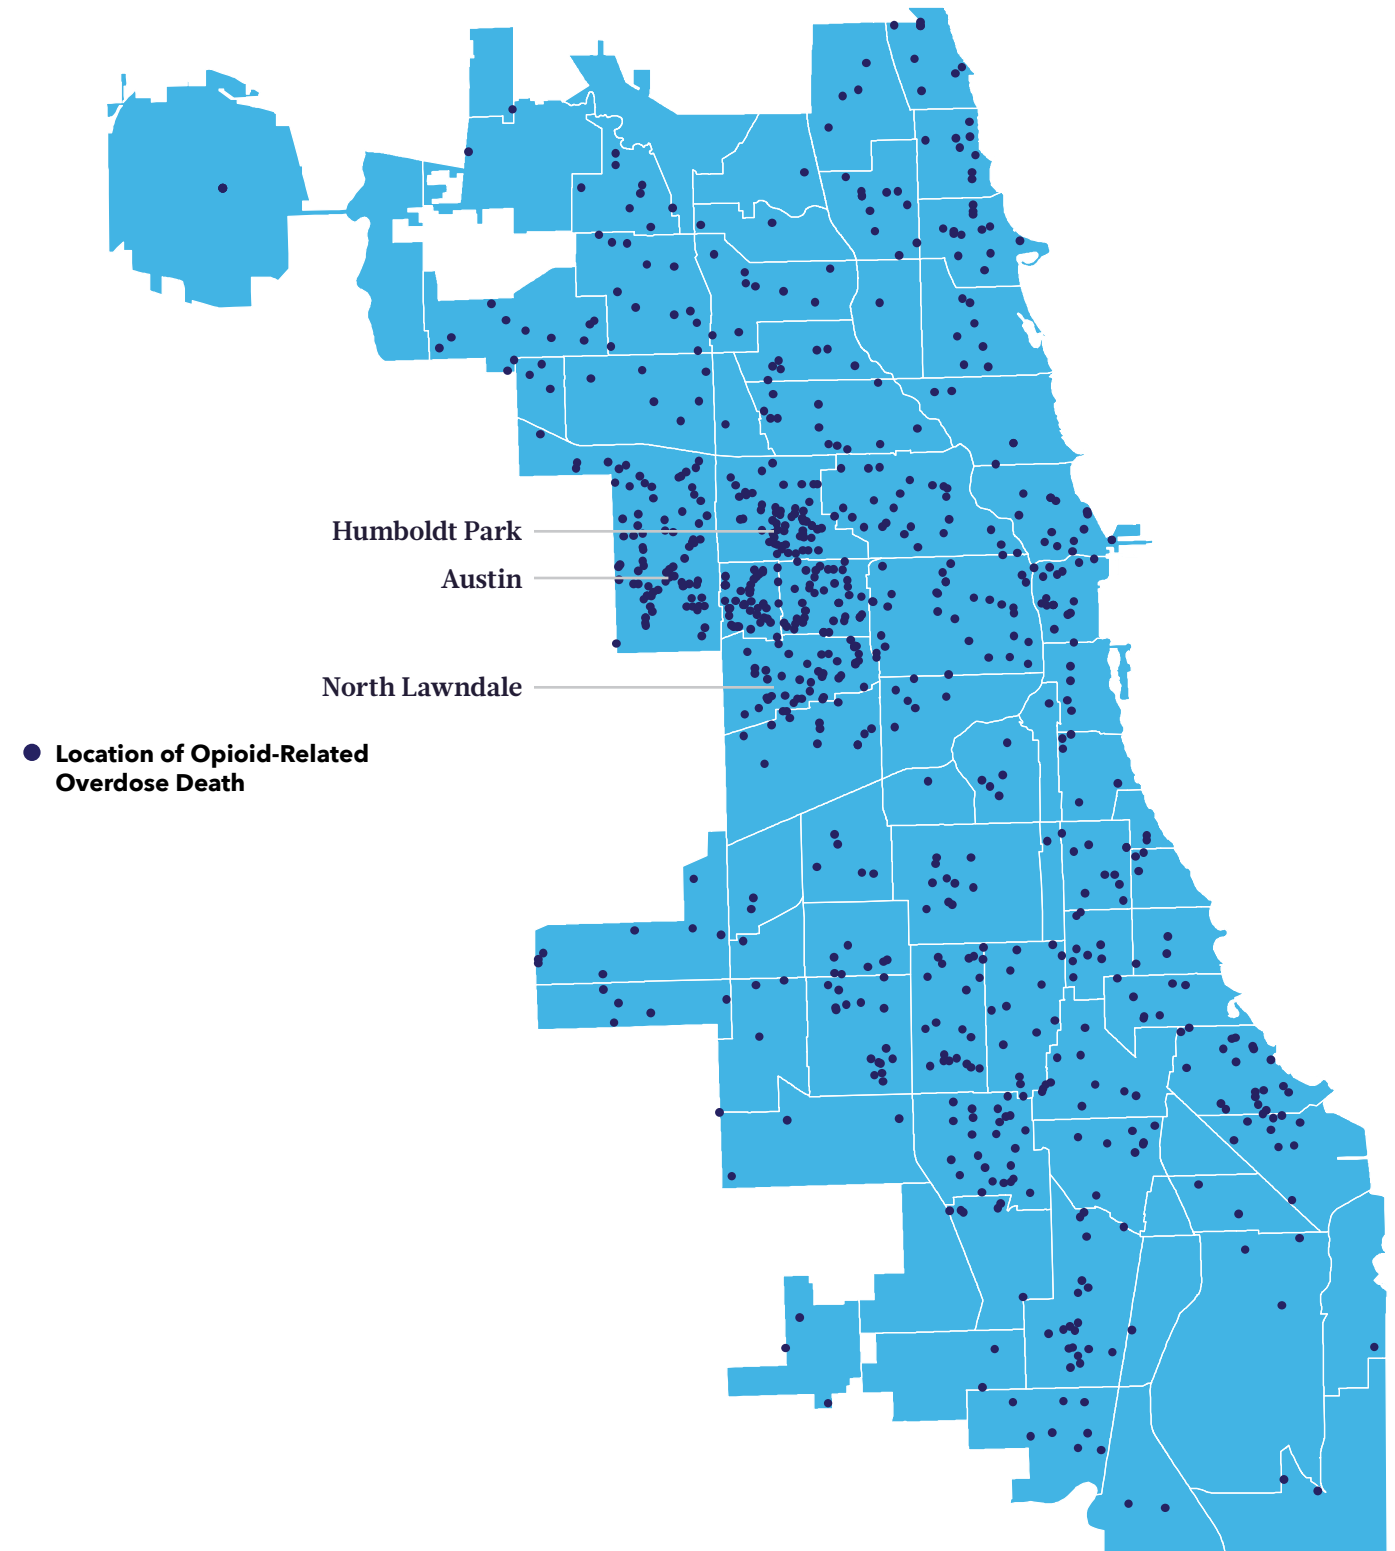 Humboldt Park
Austin
North Lawndale
Location of Opioid-Related
Overdose Death